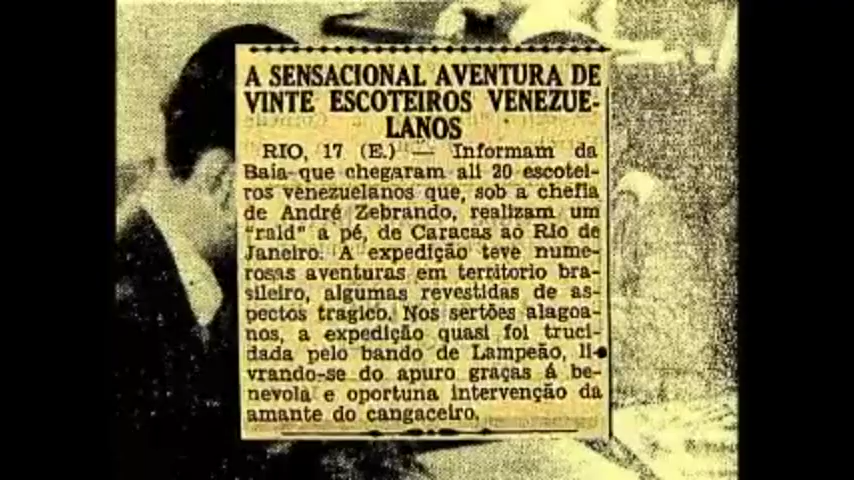 A SENSACIONAL AVENTURA DE
VINTE ESCOTEIROS VENEZUE-
LANOS
RIO, 17 (E.) — Informam da
Baía que chegaram ali 20 escotei-
ros venezuelanos que, sob a chefia
de André Zebrando, realizam um
"raid" a pé, de Caracas ao Rio de
Janeiro. A expedição teve nume-
rosas aventuras em territorio bra-
sileiro, algumas revestidas de as-
pectos tragico. Nos sertões alagoa-
nos, a expedição quasi foi truci-
dada pelo bando de Lampeão, li-
vrando-se do apuro graças á be-
nevola e oportuna intervenção da
amante do cangaceiro.